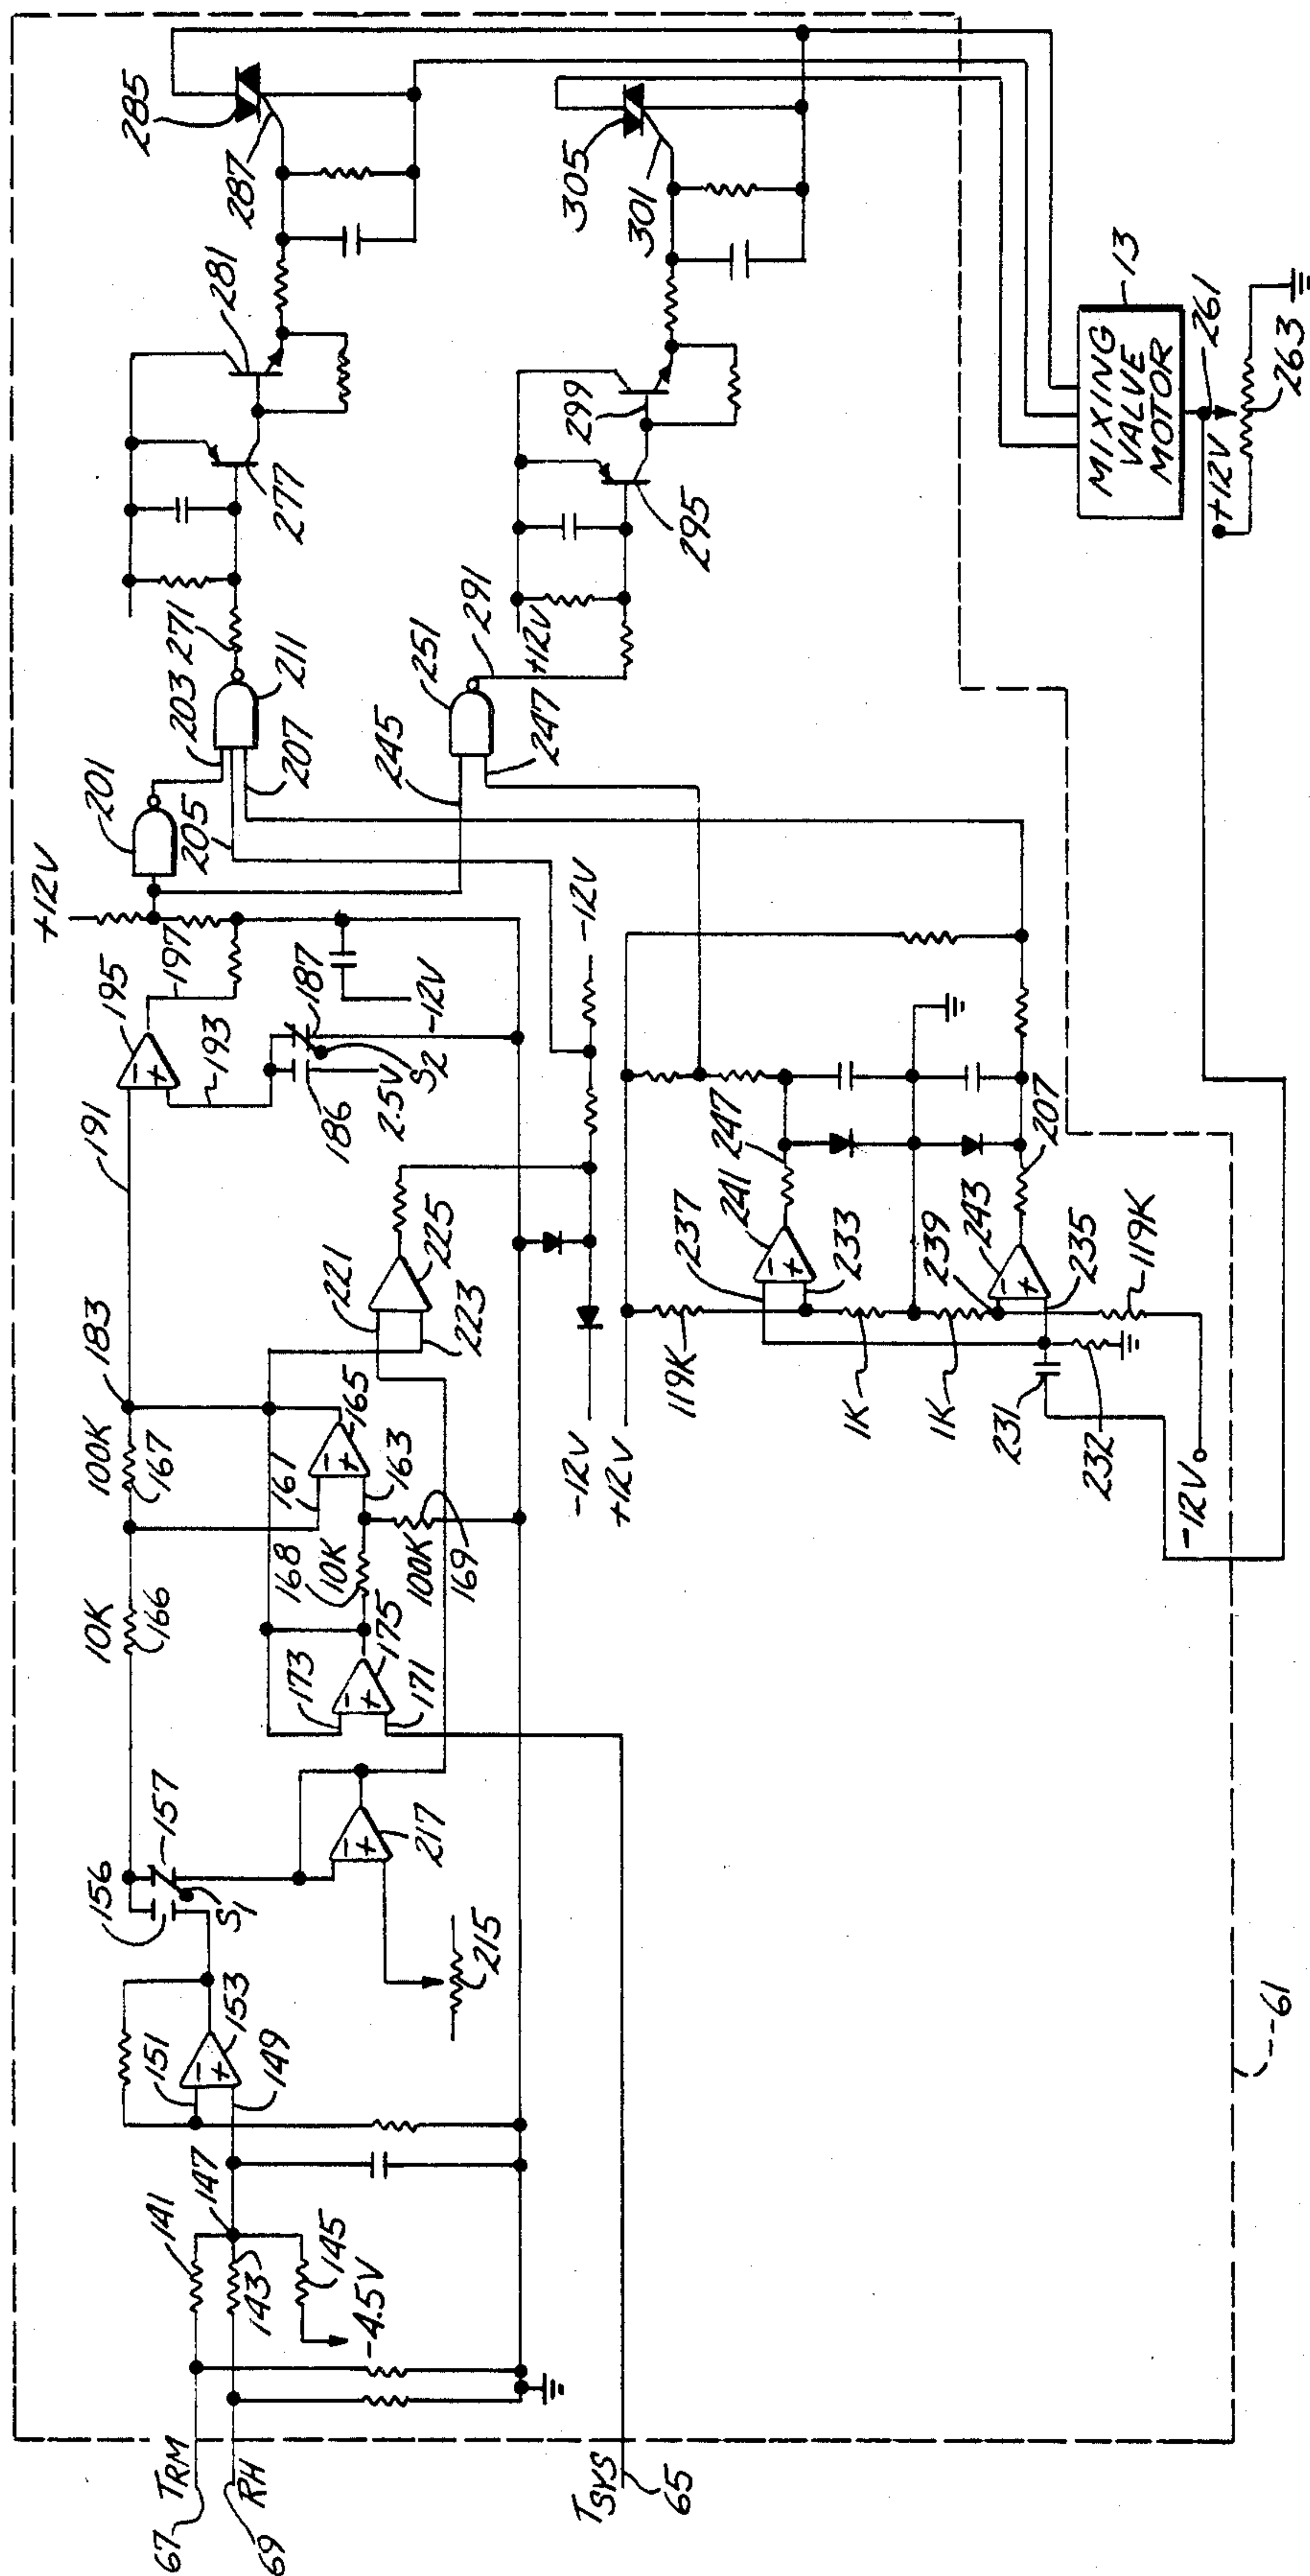 67
TRM
69
RH
141
143
147
145
-4.5V
151
153
149
156
157
S1
215
217
TSYS
65
10K
166
100K
167
183
173
175
171
168
10K
100K
169
161
165
163
221
225
223
191
193
195
197
186
2.5V
S2
187
-12V
+12V
201
205
203
271
211
207
245
251
247
291
+12V
277
281
287
285
295
299
301
305
-12V
-12V
+12V
119K
237
241
247
233
1K
1K
239
243
235
207
119K
231
232
-12V
MIXING
VALVE
MOTOR
13
261
+12V
263
61